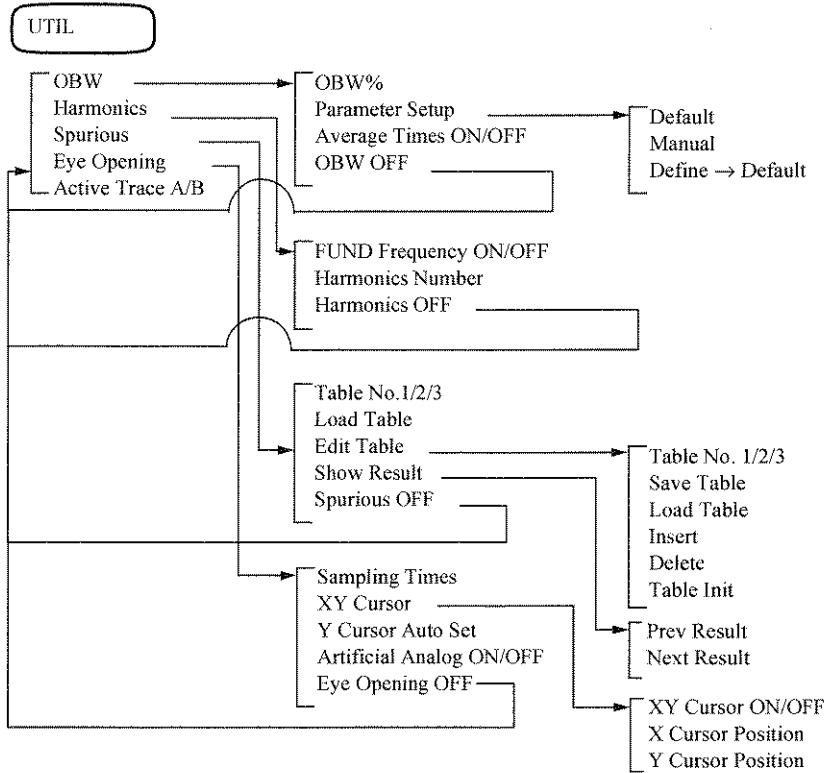 UTIL
OBW
Harmonics
Spurious
Eye Opening
Active Trace A/B
OBW%
Parameter Setup
Average Times ON/OFF
OBW OFF
Default
Manual
Define → Default
FUND Frequency ON/OFF
Harmonics Number
Harmonics OFF
Table No.1/2/3
Load Table
Edit Table
Show Result
Spurious OFF
Table No. 1/2/3
Save Table
Load Table
Insert
Delete
Table Init
Prev Result
Next Result
Sampling Times
XY Cursor
Y Cursor Auto Set
Artificial Analog ON/OFF
Eye Opening OFF
XY Cursor ON/OFF
X Cursor Position
Y Cursor Position